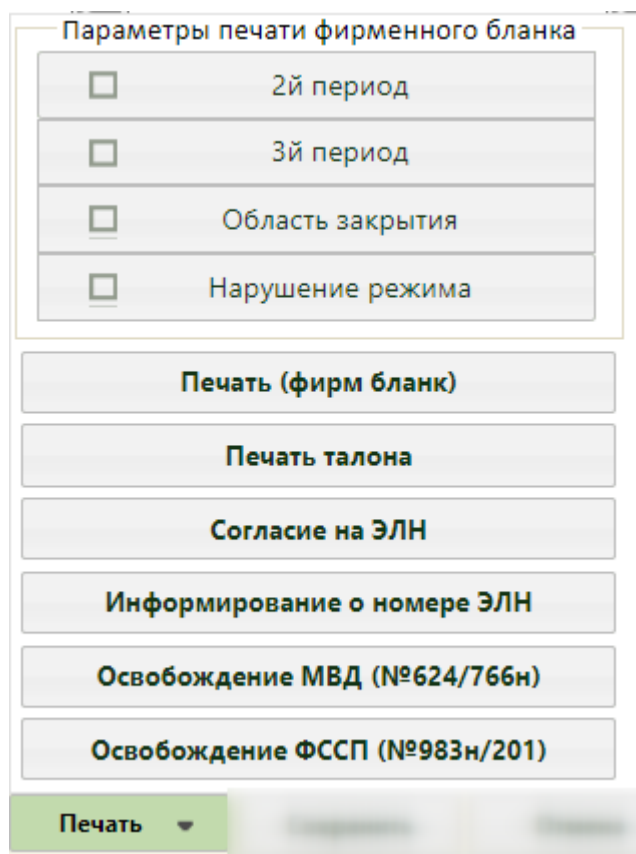 Параметры печати фирменного бланка
2й период
3й период
Область закрытия
Нарушение режима
Печать (фирм бланк)
Печать талона
Согласие на ЭЛН
Информирование о номере ЭЛН
Освобождение МВД (№624/766н)
Освобождение ФССП (№983н/201)
Печать